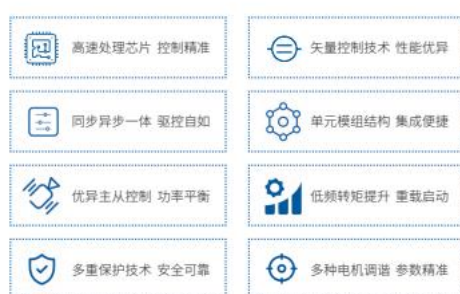 高速处理芯片 控制精准
矢量控制技术 性能优异
同步异步一体 驱控自如
单元模组结构 集成便捷
优异主从控制 功率平衡
低频转矩提升 重载启动
多重保护技术 安全可靠
多种电机调谐 参数精准